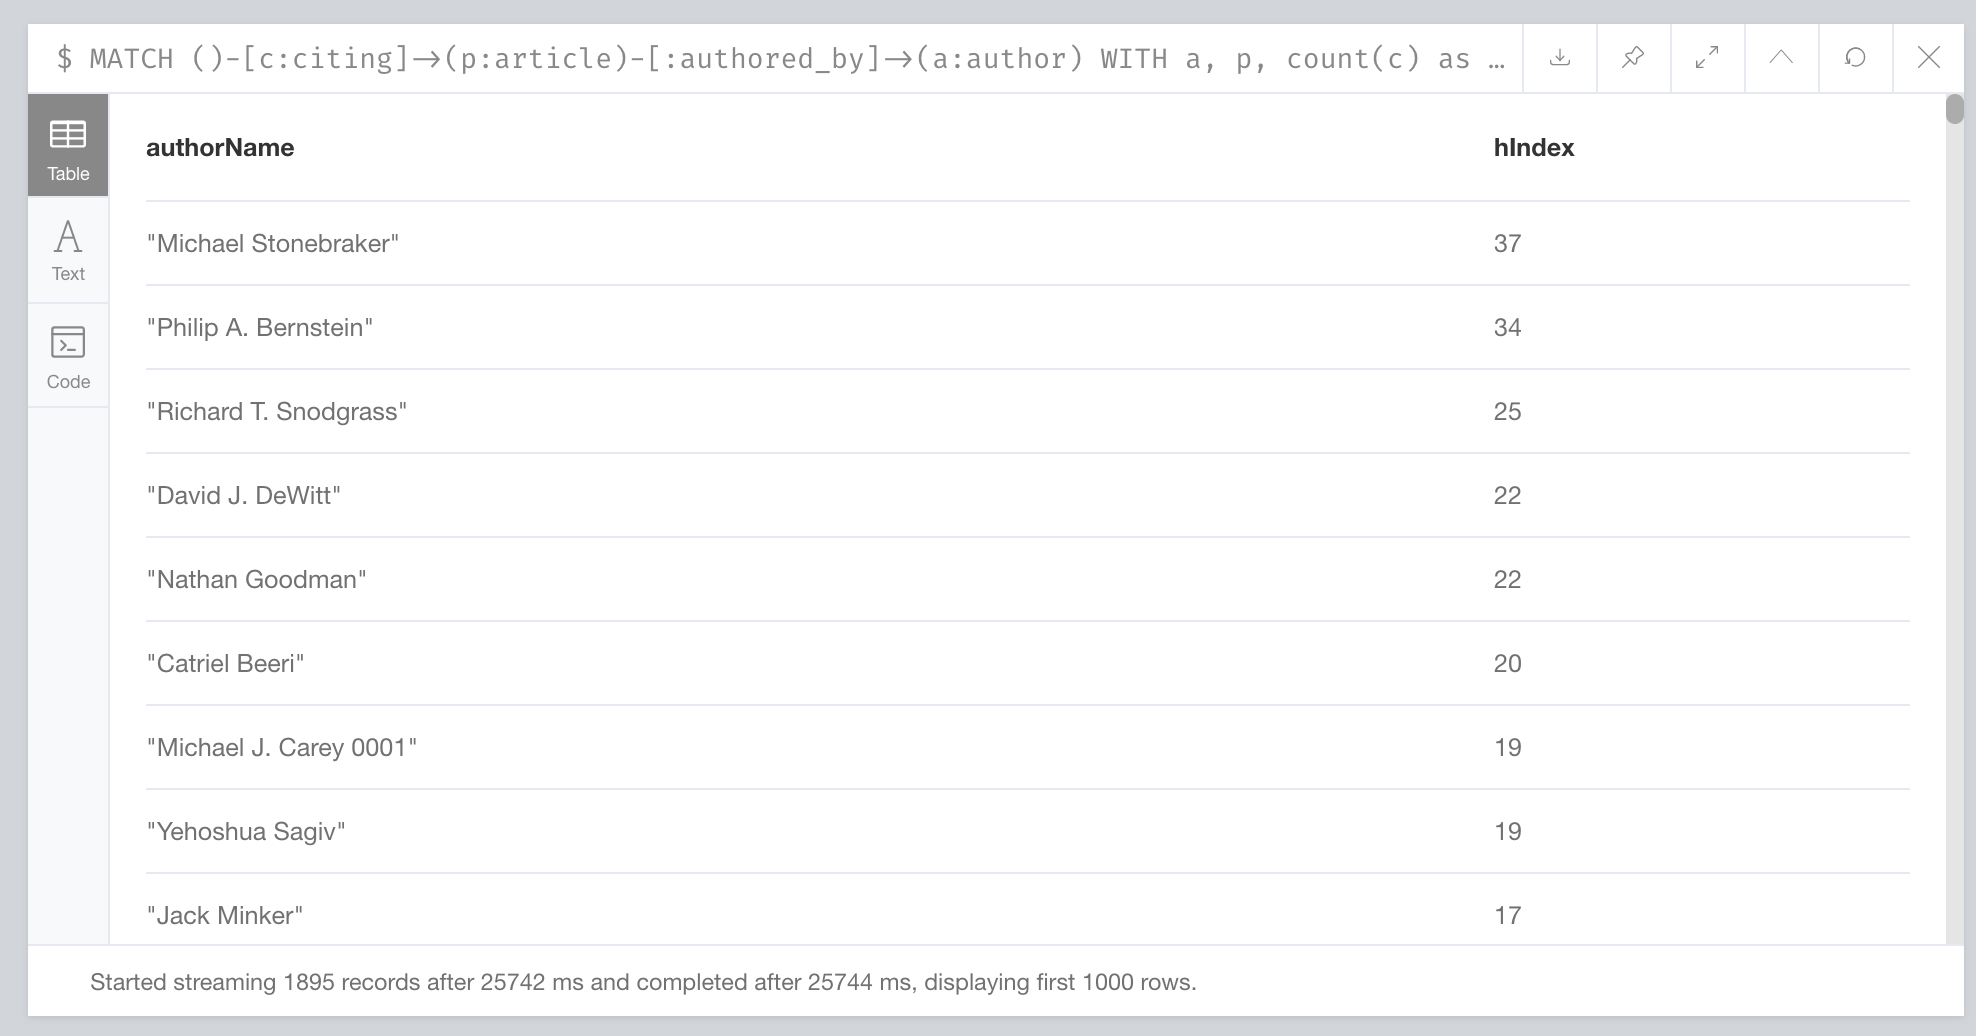 $ MATCH ()-[c:citing]->(p:article)-[:authored_by]->(a:author) WITH a, p, count(c) as …
Table
Text
Code
authorName hIndex
"Michael Stonebraker" 37
"Philip A. Bernstein" 34
"Richard T. Snodgrass" 25
"David J. DeWitt" 22
"Nathan Goodman" 22
"Catriel Beeri" 20
"Michael J. Carey 0001" 19
"Yehoshua Sagiv" 19
"Jack Minker" 17
Started streaming 1895 records after 25742 ms and completed after 25744 ms, displaying first 1000 rows.